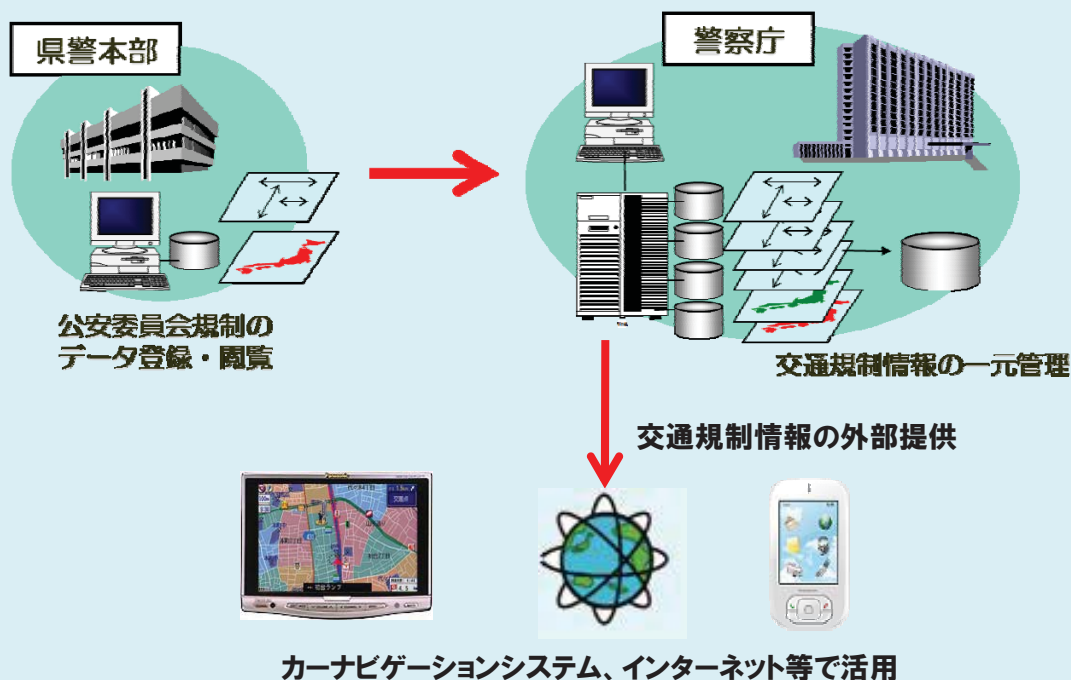 県警本部
警察庁
公安委員会規制の
データ登録・閲覧
交通規制情報の一元管理
交通規制情報の外部提供
カーナビゲーションシステム、インターネット等で活用